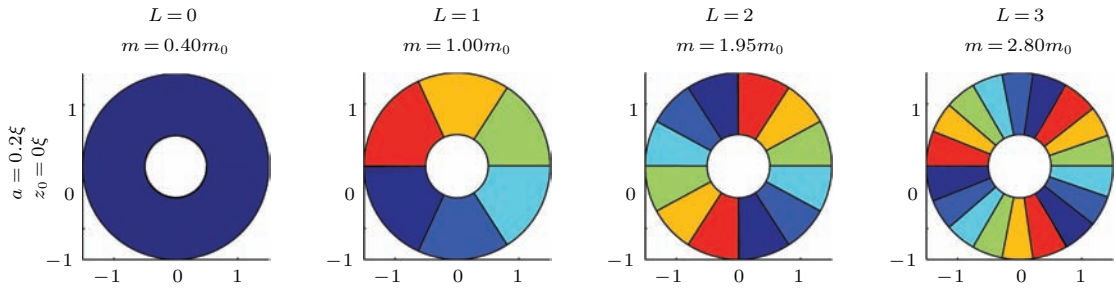 L = 0 L = 1 L = 2 L = 3
m = 0.40m₀ m = 1.00m₀ m = 1.95m₀ m = 2.80m₀
a = 0.2ξ
z₀ = 0ξ
1 1 1 1
0 0 0 0
−1 −1 −1 −1
−1 0 1 −1 0 1 −1 0 1 −1 0 1